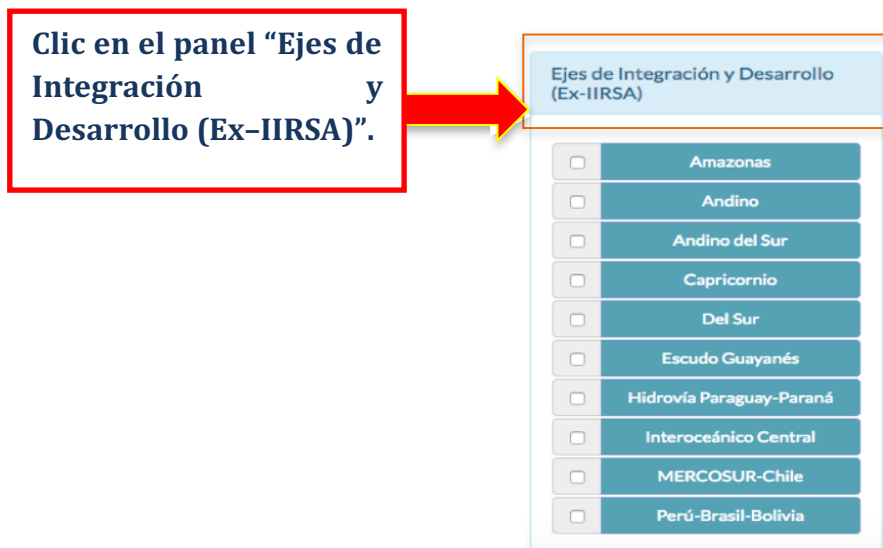 Clic en el panel “Ejes de
Integración y
Desarrollo (Ex–IIRSA)”.
Ejes de Integración y Desarrollo
(Ex-IIRSA)
Amazonas
Andino
Andino del Sur
Capricornio
Del Sur
Escudo Guayanés
Hidrovía Paraguay-Paraná
Interoceánico Central
MERCOSUR-Chile
Perú-Brasil-Bolivia